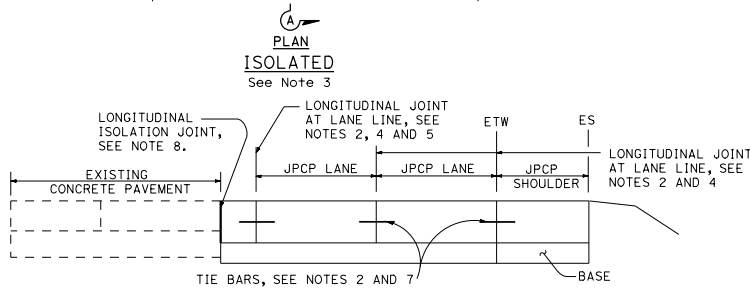 A
PLAN
ISOLATED
See Note 3
LONGITUDINAL
ISOLATION JOINT,
SEE NOTE 8.
LONGITUDINAL JOINT
AT LANE LINE, SEE
NOTES 2, 4 AND 5
ETW
ES
LONGITUDINAL JOINT
AT LANE LINE, SEE
NOTES 2 AND 4
EXISTING
CONCRETE PAVEMENT
JPCP LANE
JPCP LANE
JPCP
SHOULDER
TIE BARS, SEE NOTES 2 AND 7
BASE